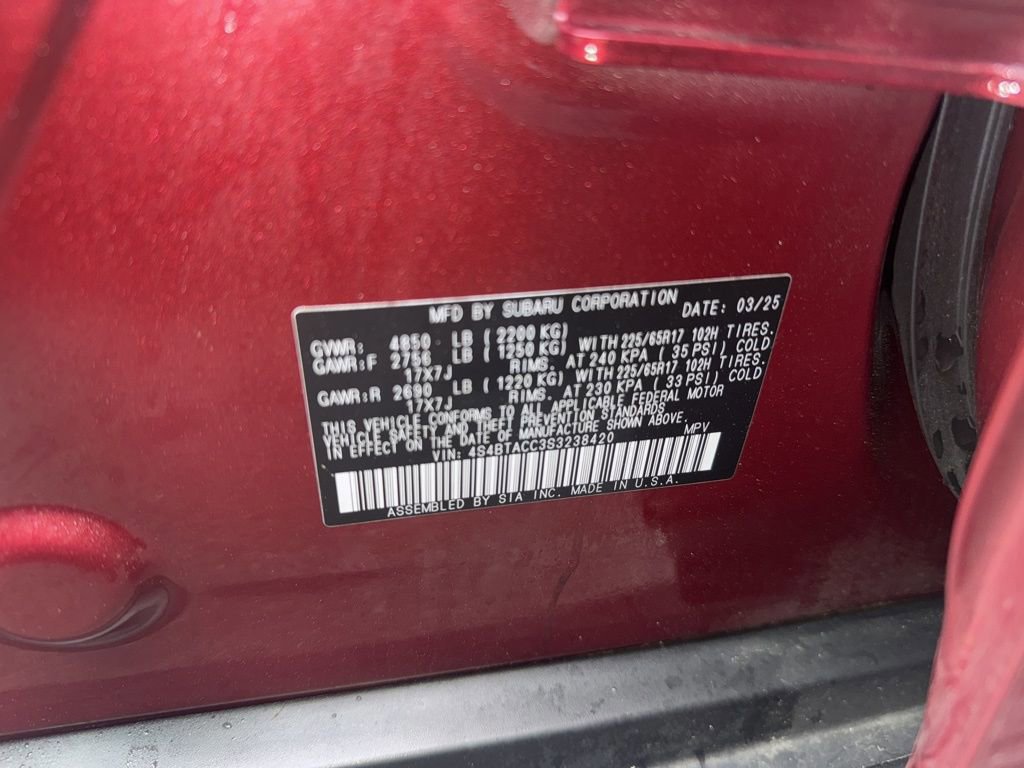 MFD BY SUBARU CORPORATION DATE: 03/25
GVWR: 4850 LB (2200 KG)
GAWR:F 2756 LB (1250 KG) WITH 225/65R17 102H TIRES.
17X7J RIMS. AT 240 KPA (35 PSI) COLD
GAWR:R 2690 LB (1220 KG) WITH 225/65R17 102H TIRES.
17X7J RIMS. AT 230 KPA (33 PSI) COLD
THIS VEHICLE CONFORMS TO ALL APPLICABLE FEDERAL MOTOR
VEHICLE SAFETY AND THEFT PREVENTION STANDARDS
IN EFFECT ON THE DATE OF MANUFACTURE SHOWN ABOVE.
VIN: 4S4BTACC3S3238420 MPV
ASSEMBLED BY SIA INC. MADE IN U.S.A.